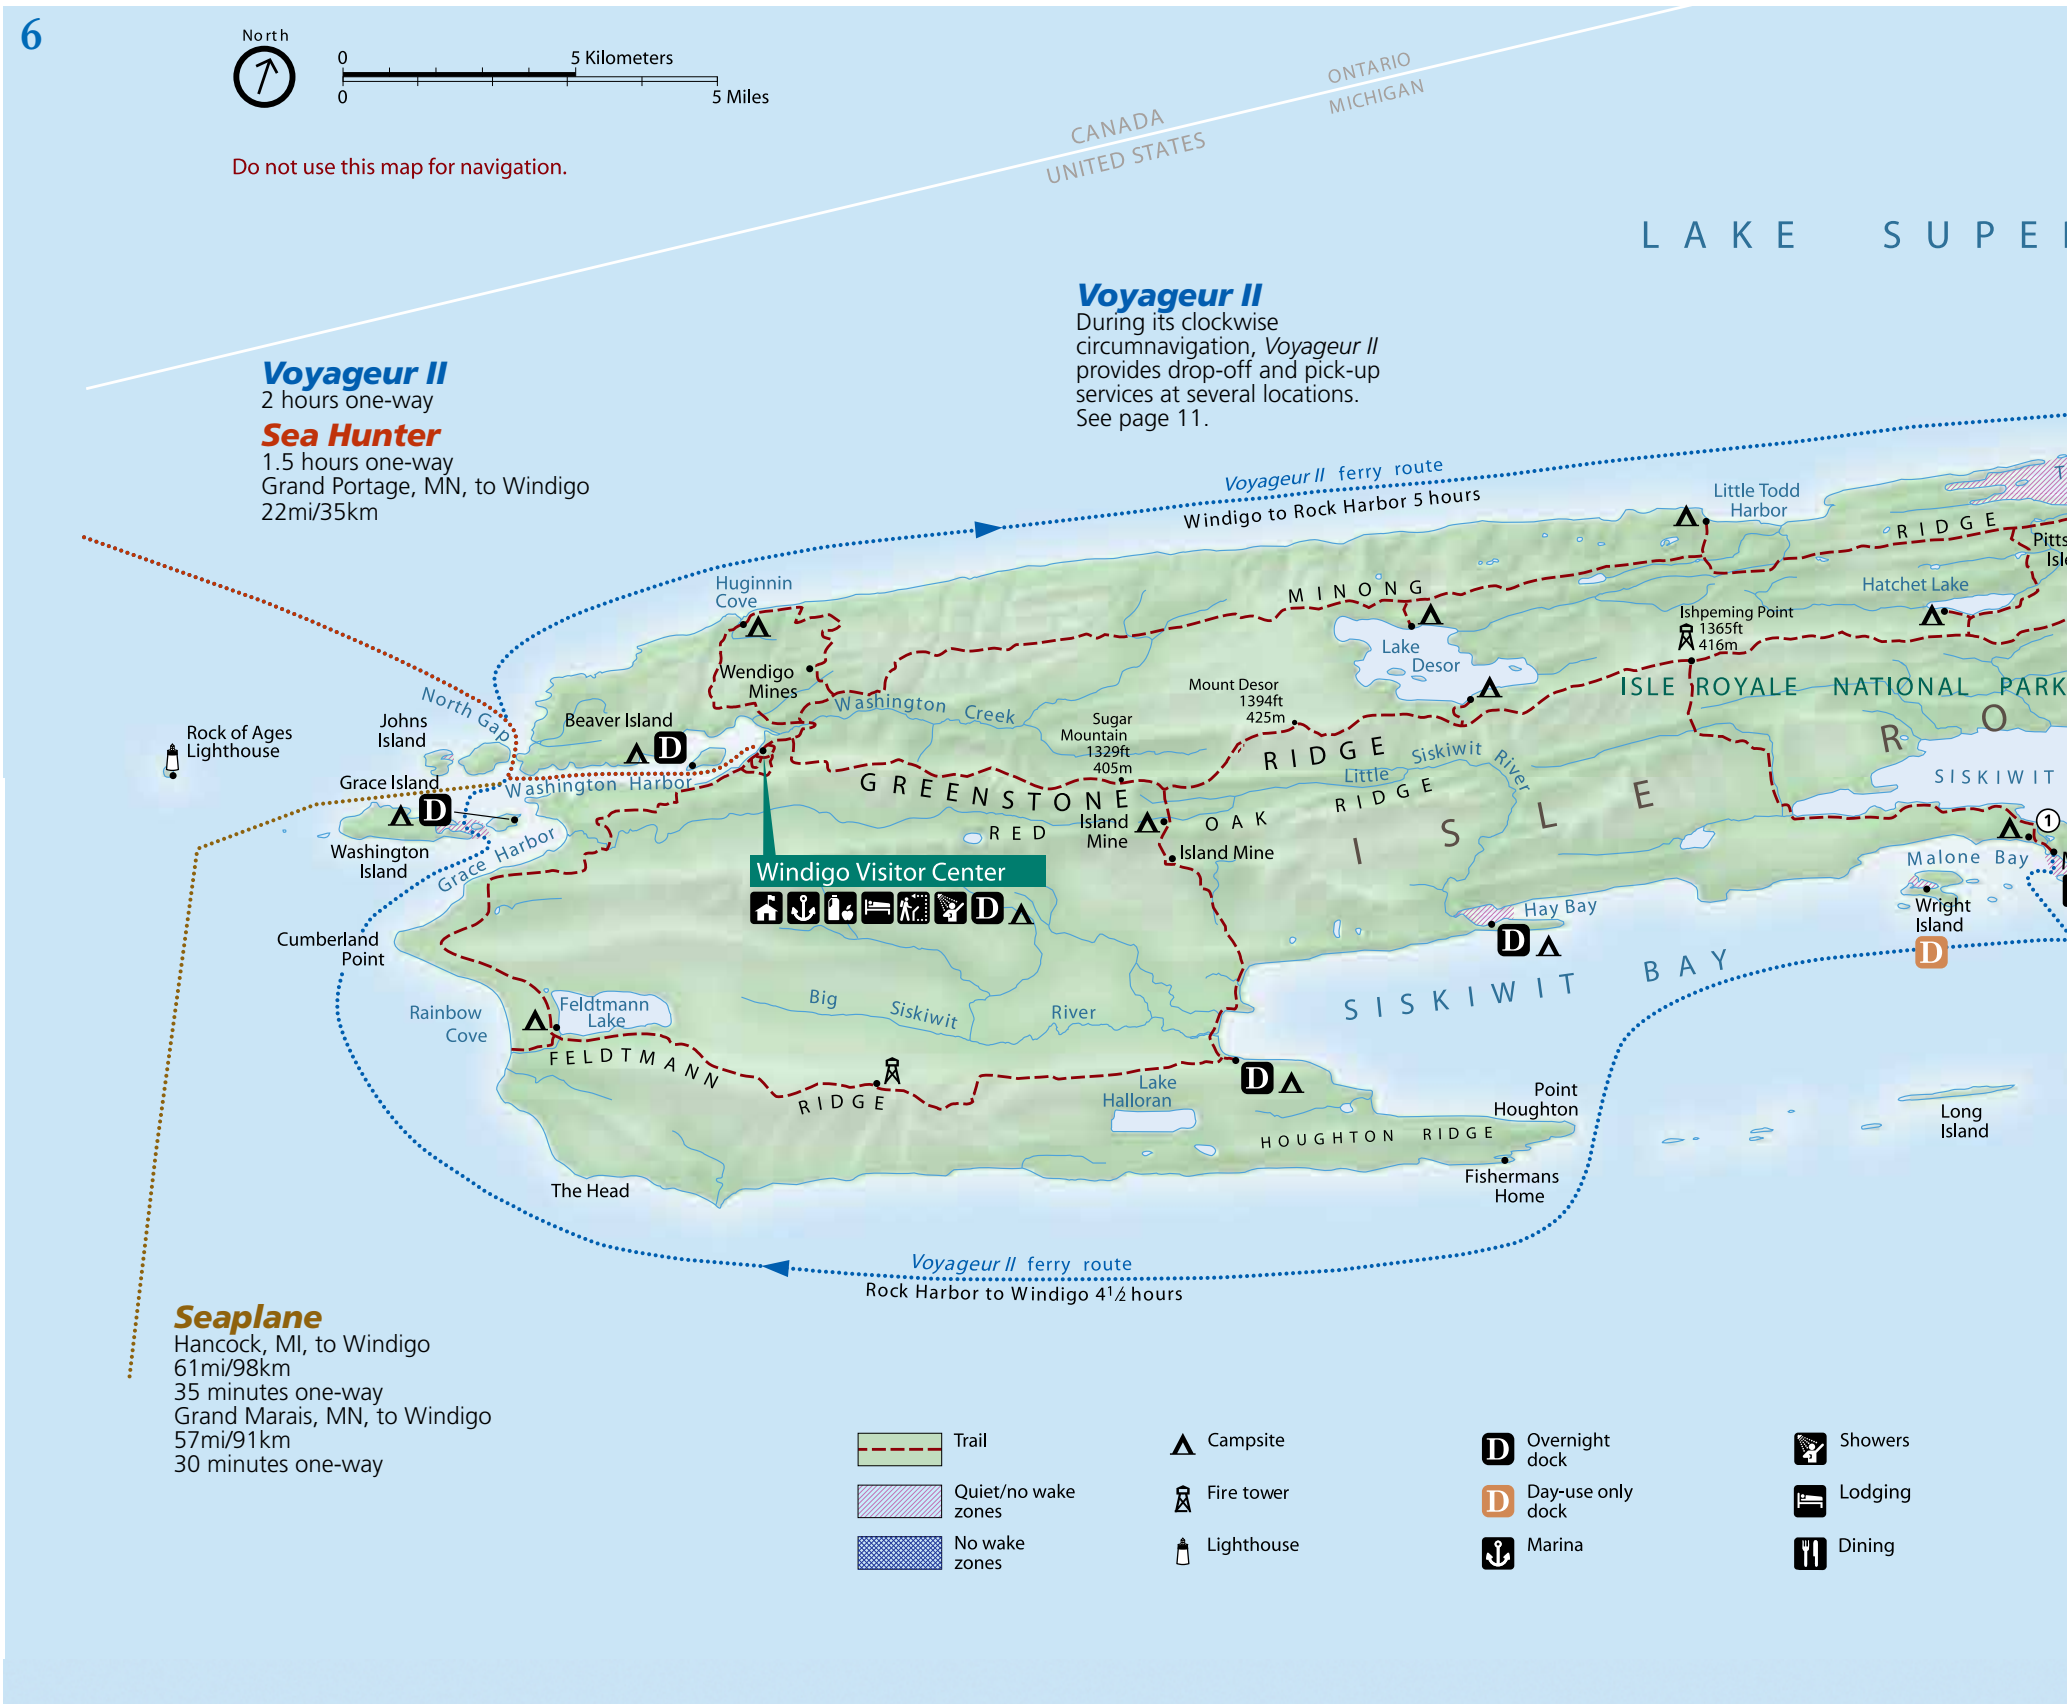 6
North
0
5 Kilometers
0
5 Miles
Do not use this map for navigation.
CANADA
UNITED STATES
ONTARIO
MICHIGAN
LAKE SUPE
Voyageur II
During its clockwise
circumnavigation, Voyageur II
provides drop-off and pick-up
services at several locations.
See page 11.
Voyageur II
2 hours one-way
Sea Hunter
1.5 hours one-way
Grand Portage, MN, to Windigo
22mi/35km
Voyageur II ferry route
Windigo to Rock Harbor 5 hours
Little Todd
Harbor
RIDGE
Pitts
Isle
T
Hatchet Lake
Huginnin
Cove
MINONG
Ishpeming Point
1365ft
416m
Lake
Desor
Wendigo
Mines
Washington Creek
Mount Desor
1394ft
425m
ISLE ROYALE NATIONAL PARK
North Gap
Johns
Island
Beaver Island
D
Rock of Ages
Lighthouse
Sugar
Mountain
1329ft
405m
RIDGE
Little Siskiwit River
R O
SISKIWIT
Grace Island
D
Washington Harbor
GREENSTONE
RED OAK RIDGE
Island
Mine
Island Mine
ISLE
1
Washington
Island
Grace Harbor
Windigo Visitor Center
D
Malone Bay
Wright
Island
D
Hay Bay
D
Cumberland
Point
SISKIWIT BAY
Rainbow
Cove
Feldtmann
Lake
Big Siskiwit River
FELDTMANN
RIDGE
D
Lake
Halloran
Point
Houghton
HOUGHTON RIDGE
Long
Island
Fishermans
Home
The Head
Voyageur II ferry route
Rock Harbor to Windigo 4 1/2 hours
Seaplane
Hancock, MI, to Windigo
61mi/98km
35 minutes one-way
Grand Marais, MN, to Windigo
57mi/91km
30 minutes one-way
Trail
Quiet/no wake
zones
No wake
zones
Campsite
Fire tower
Lighthouse
D
Overnight
dock
D
Day-use only
dock
Marina
Showers
Lodging
Dining